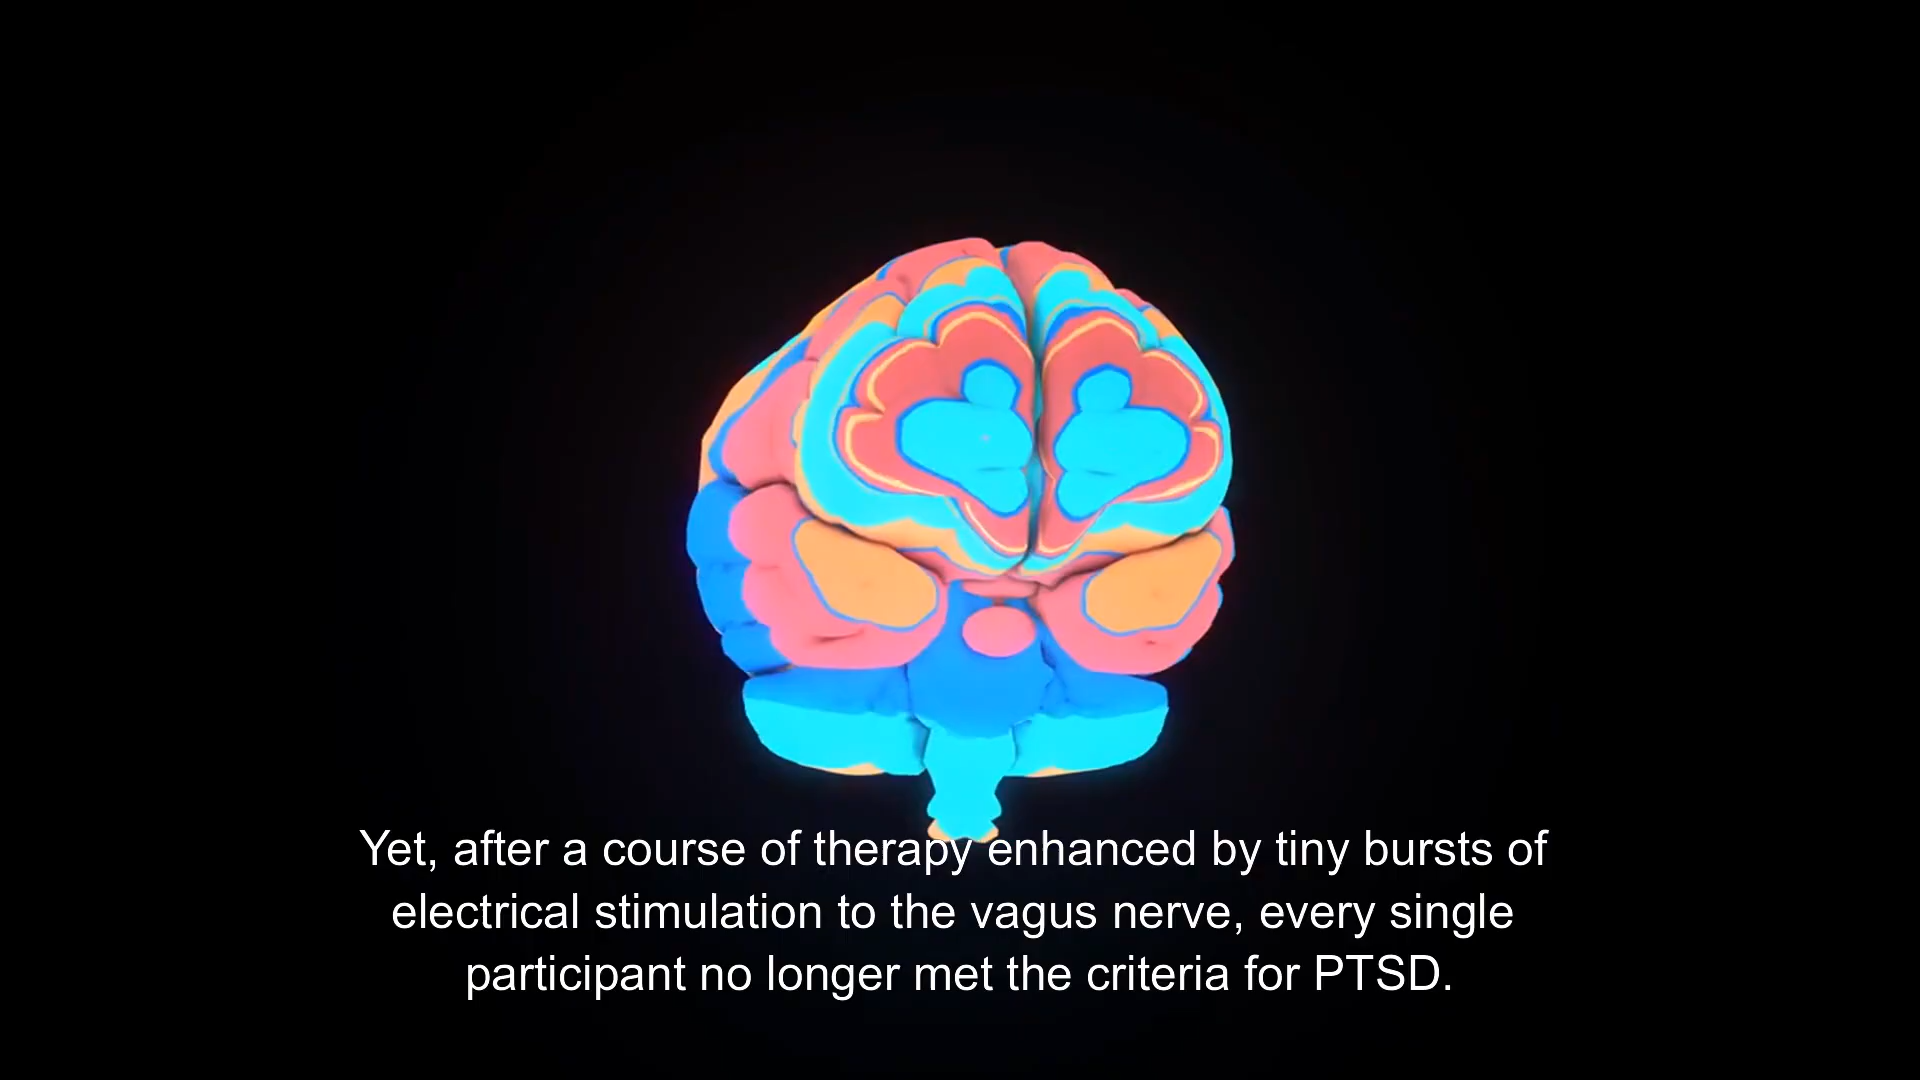 Yet, after a course of therapy enhanced by tiny bursts of
electrical stimulation to the vagus nerve, every single
participant no longer met the criteria for PTSD.